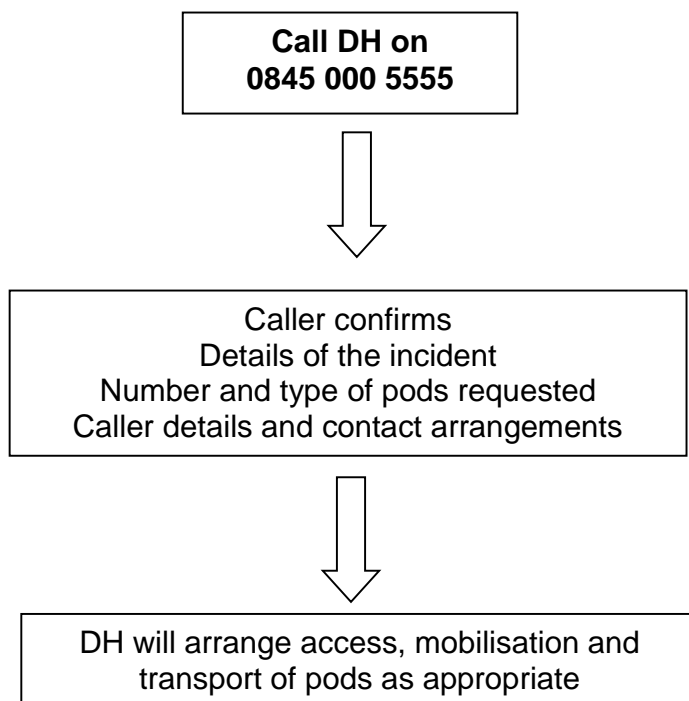 Call DH on
0845 000 5555
Caller confirms
Details of the incident
Number and type of pods requested
Caller details and contact arrangements
DH will arrange access, mobilisation and
transport of pods as appropriate